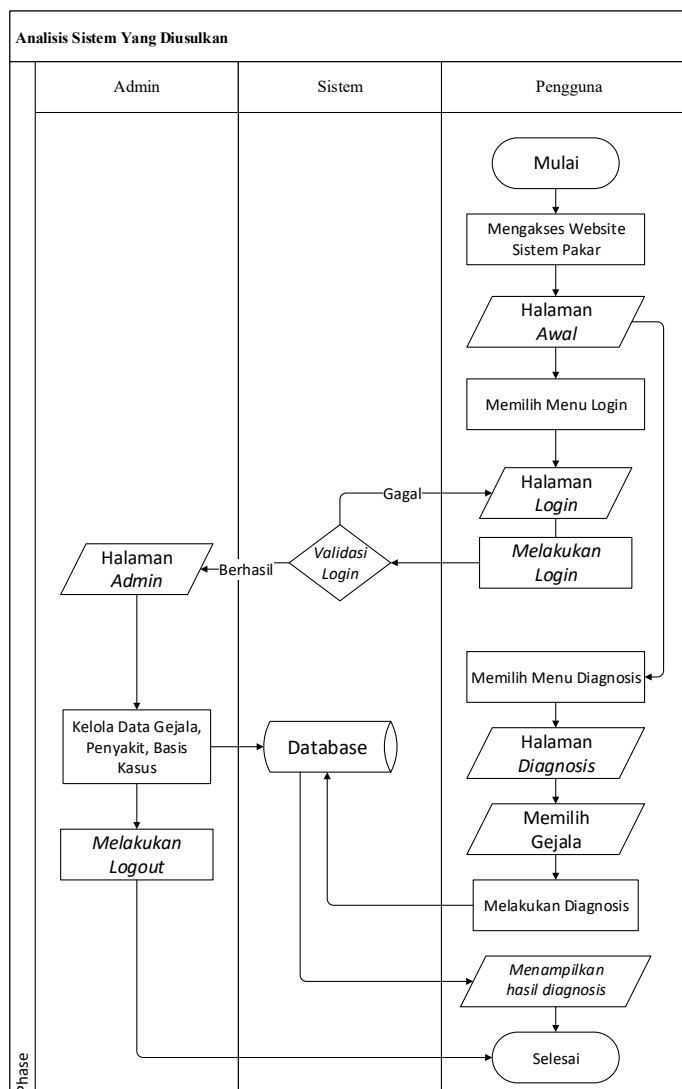 Analisis Sistem Yang Diusulkan
Admin
Sistem
Pengguna
Mulai
Mengakses Website
Sistem Pakar
Halaman
Awal
Memilih Menu Login
Halaman
Login
Gagal
Melakukan
Login
Validasi
Login
Berhasil
Halaman
Admin
Memilih Menu Diagnosis
Kelola Data Gejala,
Penyakit, Basis
Kasus
Database
Halaman
Diagnosis
Memilih
Gejala
Melakukan
Logout
Melakukan Diagnosis
Menampilkan
hasil diagnosis
Selesai
Phase